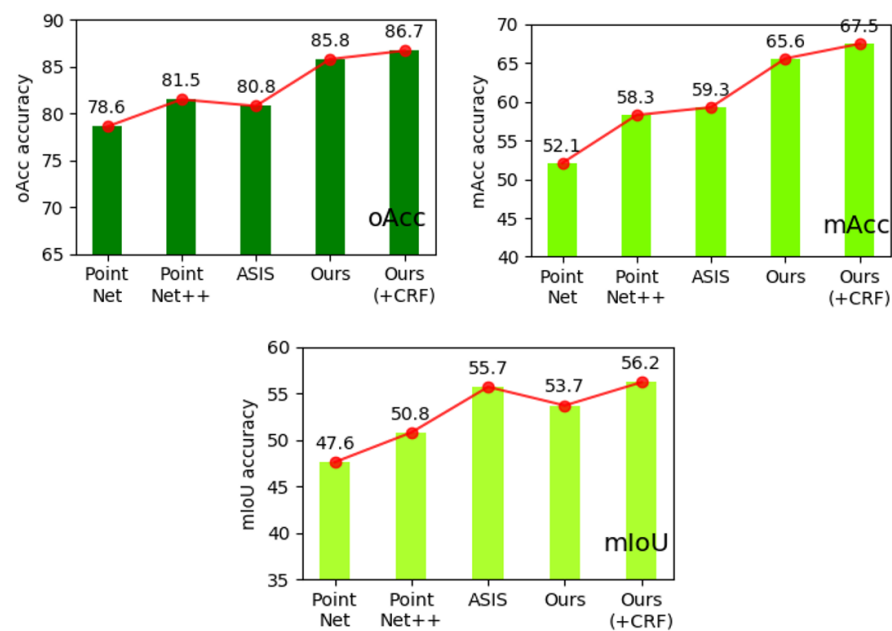 90
85
80
75
70
65
oAcc accuracy
78.6
81.5
80.8
85.8
86.7
oAcc
Point
Net
Point
Net++
ASIS
Ours
Ours
(+CRF)
70
65
60
55
50
45
40
mAcc accuracy
52.1
58.3
59.3
65.6
67.5
mAcc
Point
Net
Point
Net++
ASIS
Ours
Ours
(+CRF)
60
55
50
45
40
35
mIoU accuracy
47.6
50.8
55.7
53.7
56.2
mIoU
Point
Net
Point
Net++
ASIS
Ours
Ours
(+CRF)